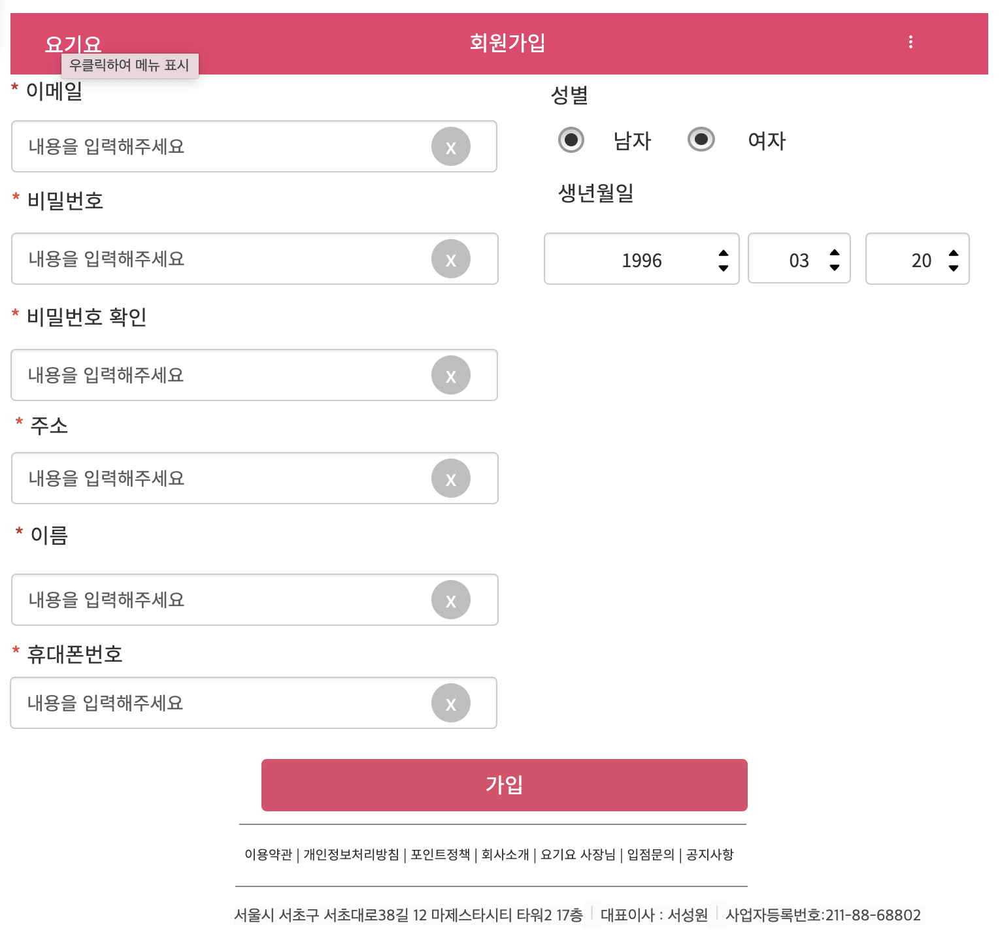 요기요
회원가입
우클릭하여 메뉴 표시
* 이메일
내용을 입력해주세요 X
* 비밀번호
내용을 입력해주세요 X
* 비밀번호 확인
내용을 입력해주세요 X
* 주소
내용을 입력해주세요 X
* 이름
내용을 입력해주세요 X
* 휴대폰번호
내용을 입력해주세요 X
성별
남자 여자
생년월일
1996 03 20
가입
이용약관 | 개인정보처리방침 | 포인트정책 | 회사소개 | 요기요 사장님 | 입점문의 | 공지사항
서울시 서초구 서초대로38길 12 마제스타시티 타워2 17층 | 대표이사 : 서성원 | 사업자등록번호:211-88-68802